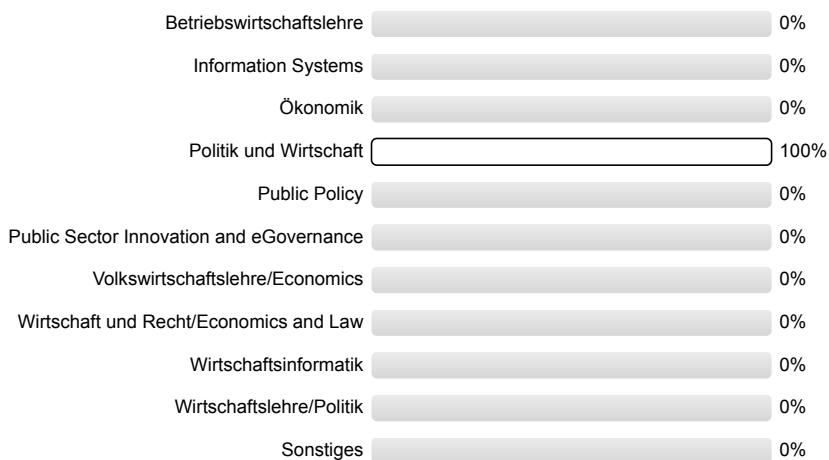 Betriebswirtschaftslehre 0%
Information Systems 0%
Ökonomik 0%
Politik und Wirtschaft 100%
Public Policy 0%
Public Sector Innovation and eGovernance 0%
Volkswirtschaftslehre/Economics 0%
Wirtschaft und Recht/Economics and Law 0%
Wirtschaftsinformatik 0%
Wirtschaftslehre/Politik 0%
Sonstiges 0%